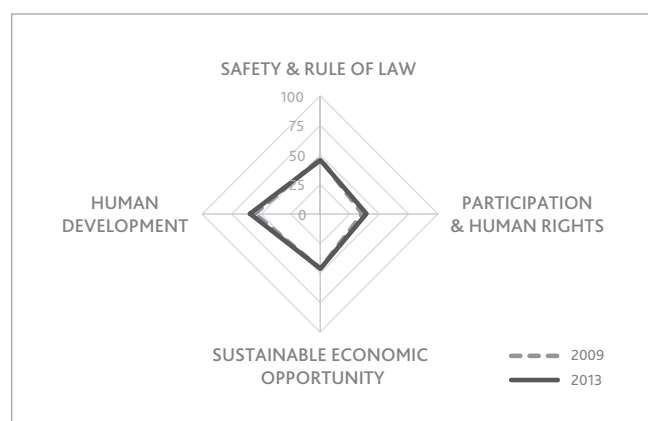 SAFETY & RULE OF LAW
100
75
50
25
0
HUMAN
DEVELOPMENT
PARTICIPATION
& HUMAN RIGHTS
SUSTAINABLE ECONOMIC
OPPORTUNITY
2009
2013